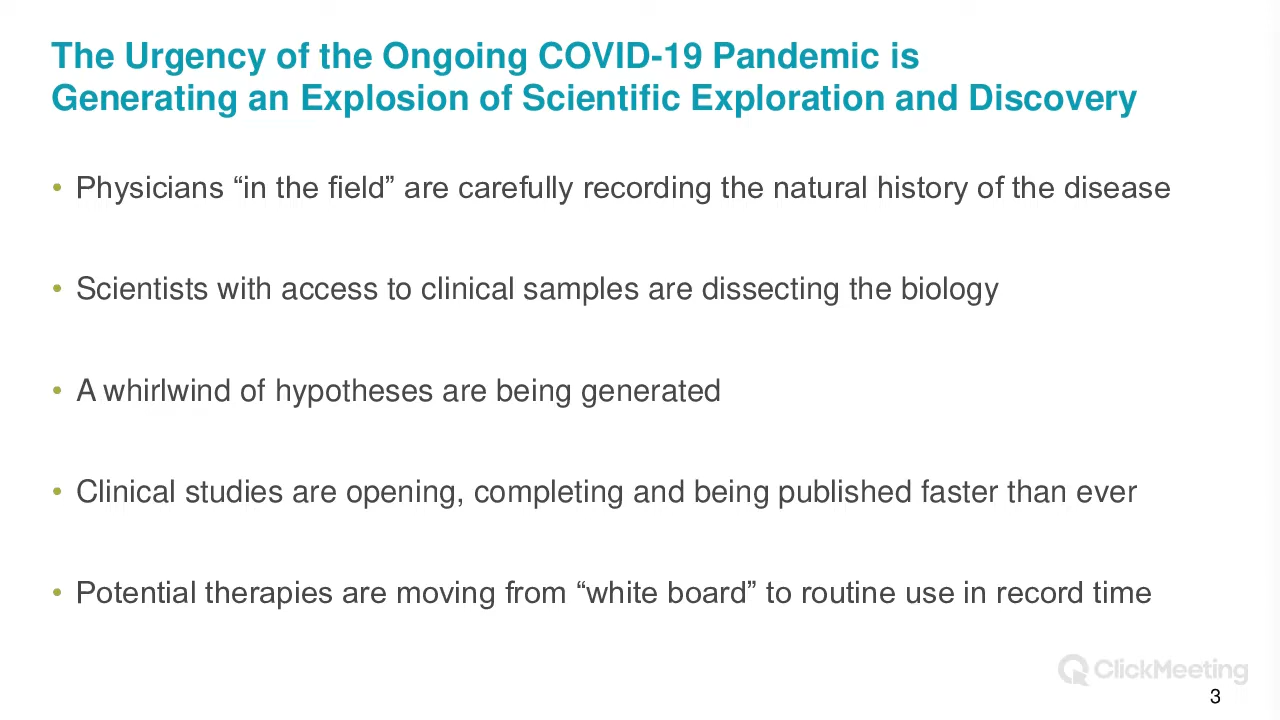 The Urgency of the Ongoing COVID-19 Pandemic is
Generating an Explosion of Scientific Exploration and Discovery
• Physicians “in the field” are carefully recording the natural history of the disease
• Scientists with access to clinical samples are dissecting the biology
• A whirlwind of hypotheses are being generated
• Clinical studies are opening, completing and being published faster than ever
• Potential therapies are moving from “white board” to routine use in record time
ClickMeeting
3